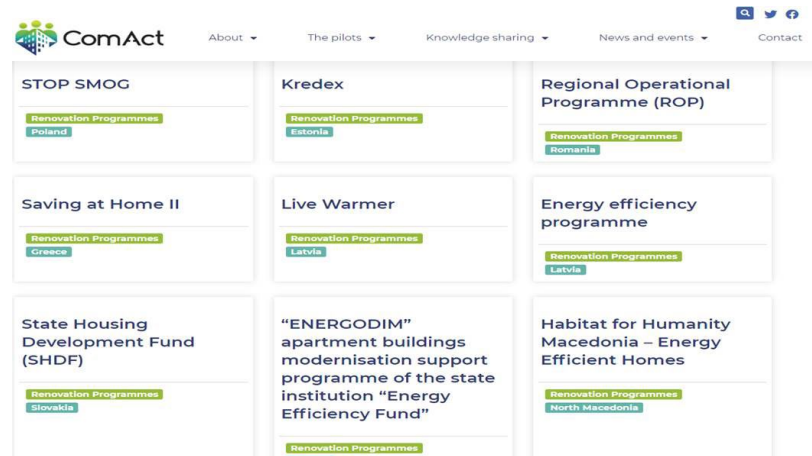 ComAct
About
The pilots
Knowledge sharing
News and events
Contact
STOP SMOG
Renovation Programmes
Poland
Kredex
Renovation Programmes
Estonia
Regional Operational
Programme (ROP)
Renovation Programmes
Romania
Saving at Home II
Renovation Programmes
Greece
Live Warmer
Renovation Programmes
Latvia
Energy efficiency
programme
Renovation Programmes
Latvia
State Housing
Development Fund
(SHDF)
Renovation Programmes
Slovakia
“ENERGODIM”
apartment buildings
modernisation support
programme of the state
institution “Energy
Efficiency Fund”
Renovation Programmes
Habitat for Humanity
Macedonia – Energy
Efficient Homes
Renovation Programmes
North Macedonia